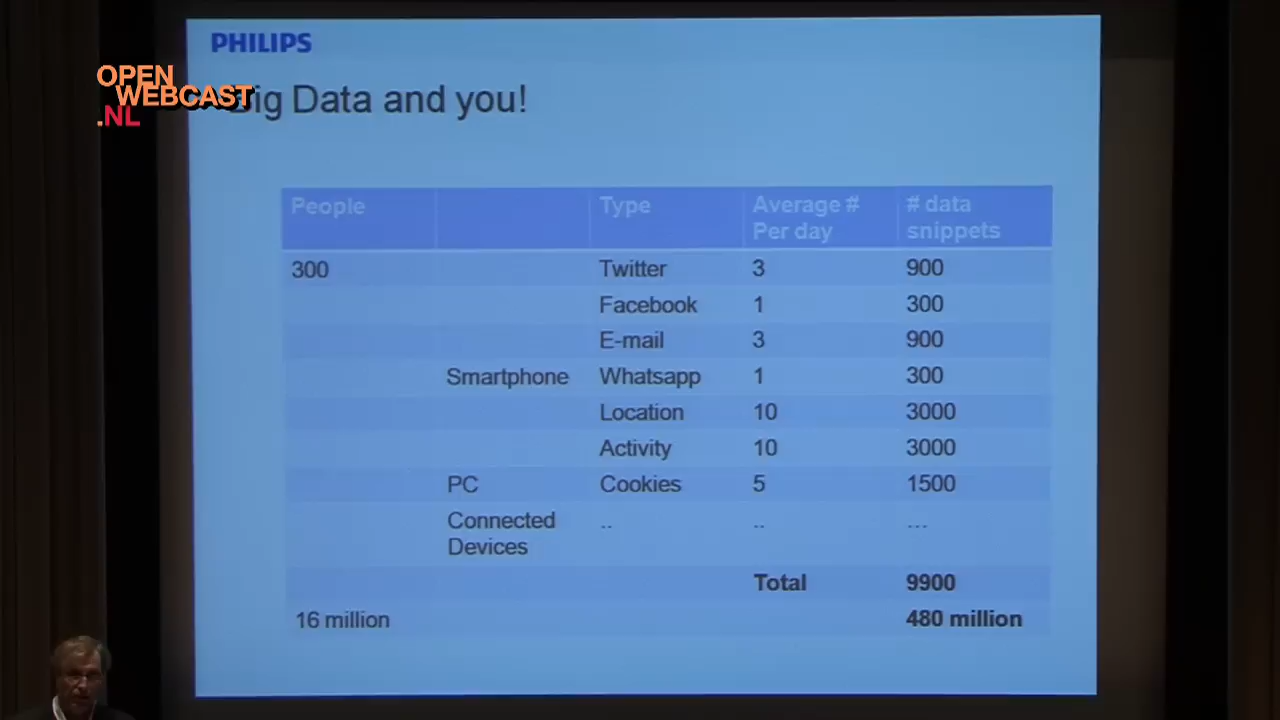 PHILIPS
OPEN
WEBCAST
.NL
Big Data and you!
People Type Average # # data
Per day snippets
300 Twitter 3 900
Facebook 1 300
E-mail 3 900
Smartphone Whatsapp 1 300
Location 10 3000
Activity 10 3000
PC Cookies 5 1500
Connected .. .. ...
Devices
Total 9900
16 million 480 million